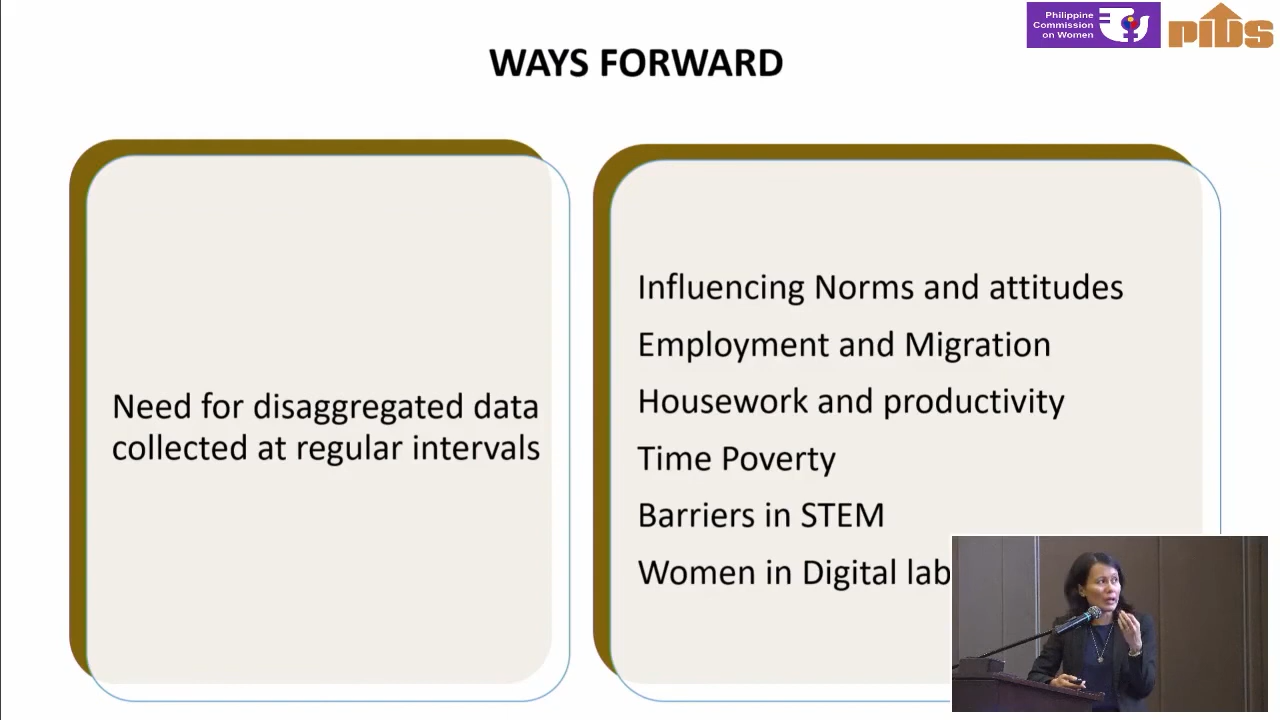 Philippine
Commission
on Women
PIDS
WAYS FORWARD
Need for disaggregated data
collected at regular intervals
Influencing Norms and attitudes
Employment and Migration
Housework and productivity
Time Poverty
Barriers in STEM
Women in Digital lab